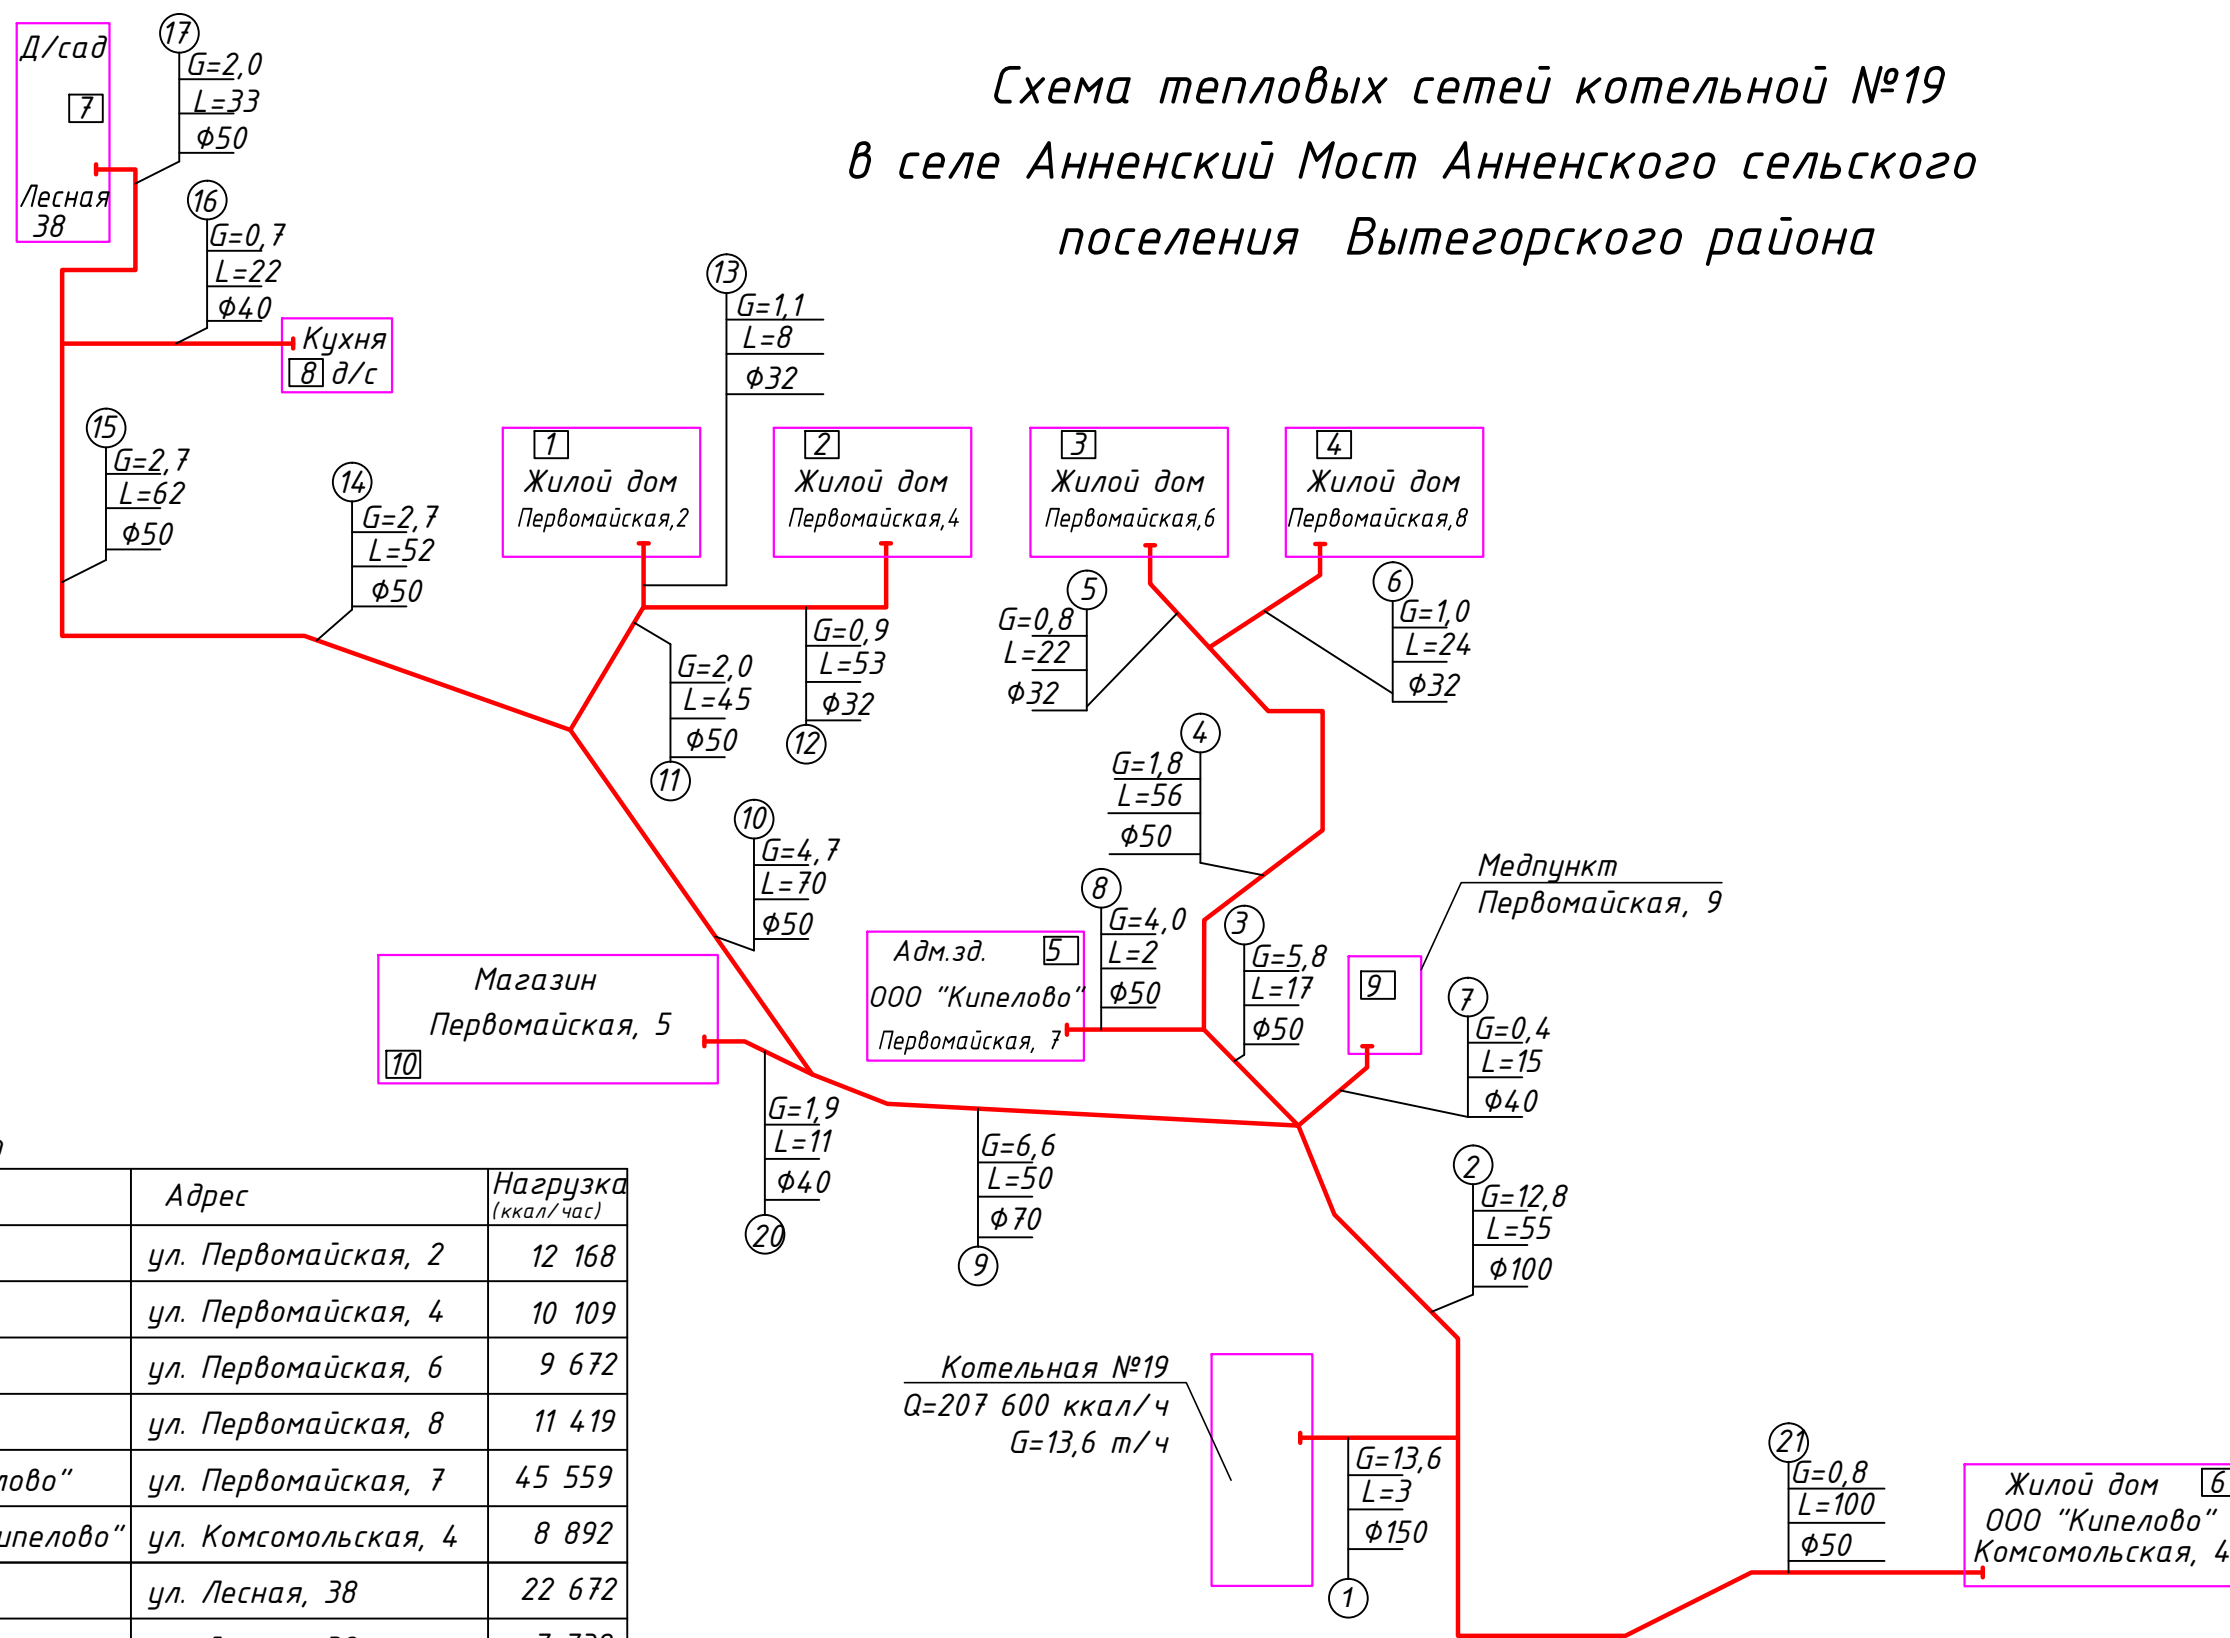 Схема тепловых сетей котельной №19
в селе Анненский Мост Анненского сельского
поселения Вытегорского района
Д/сад
7
Лесная
38
17
G=2,0
L=33
Ф50
16
G=0,7
L=22
Ф40
Кухня
8 д/с
15
G=2,7
L=62
Ф50
14
G=2,7
L=52
Ф50
13
G=1,1
L=8
Ф32
1
Жилой дом
Первомайская,2
2
Жилой дом
Первомайская,4
3
Жилой дом
Первомайская,6
4
Жилой дом
Первомайская,8
5
G=0,8
L=22
Ф32
6
G=1,0
L=24
Ф32
G=2,0
L=45
Ф50
11
G=0,9
L=53
Ф32
12
4
G=1,8
L=56
Ф50
10
G=4,7
L=70
Ф50
8
G=4,0
L=2
Ф50
3
G=5,8
L=17
Ф50
Медпункт
Первомайская, 9
9
7
G=0,4
L=15
Ф40
Магазин
Первомайская, 5
10
Адм.зд. 5
ООО "Кипелово"
Первомайская, 7
G=1,9
L=11
Ф40
20
G=6,6
L=50
Ф70
9
2
G=12,8
L=55
Ф100
Котельная №19
Q=207 600 ккал/ч
G=13,6 т/ч
G=13,6
L=3
Ф150
1
21
G=0,8
L=100
Ф50
Жилой дом 6
ООО "Кипелово"
Комсомольская, 4
Адрес Нагрузка
(ккал/час)
ул. Первомайская, 2 12 168
ул. Первомайская, 4 10 109
ул. Первомайская, 6 9 672
ул. Первомайская, 8 11 419
лово" ул. Первомайская, 7 45 559
ипелово" ул. Комсомольская, 4 8 892
ул. Лесная, 38 22 672